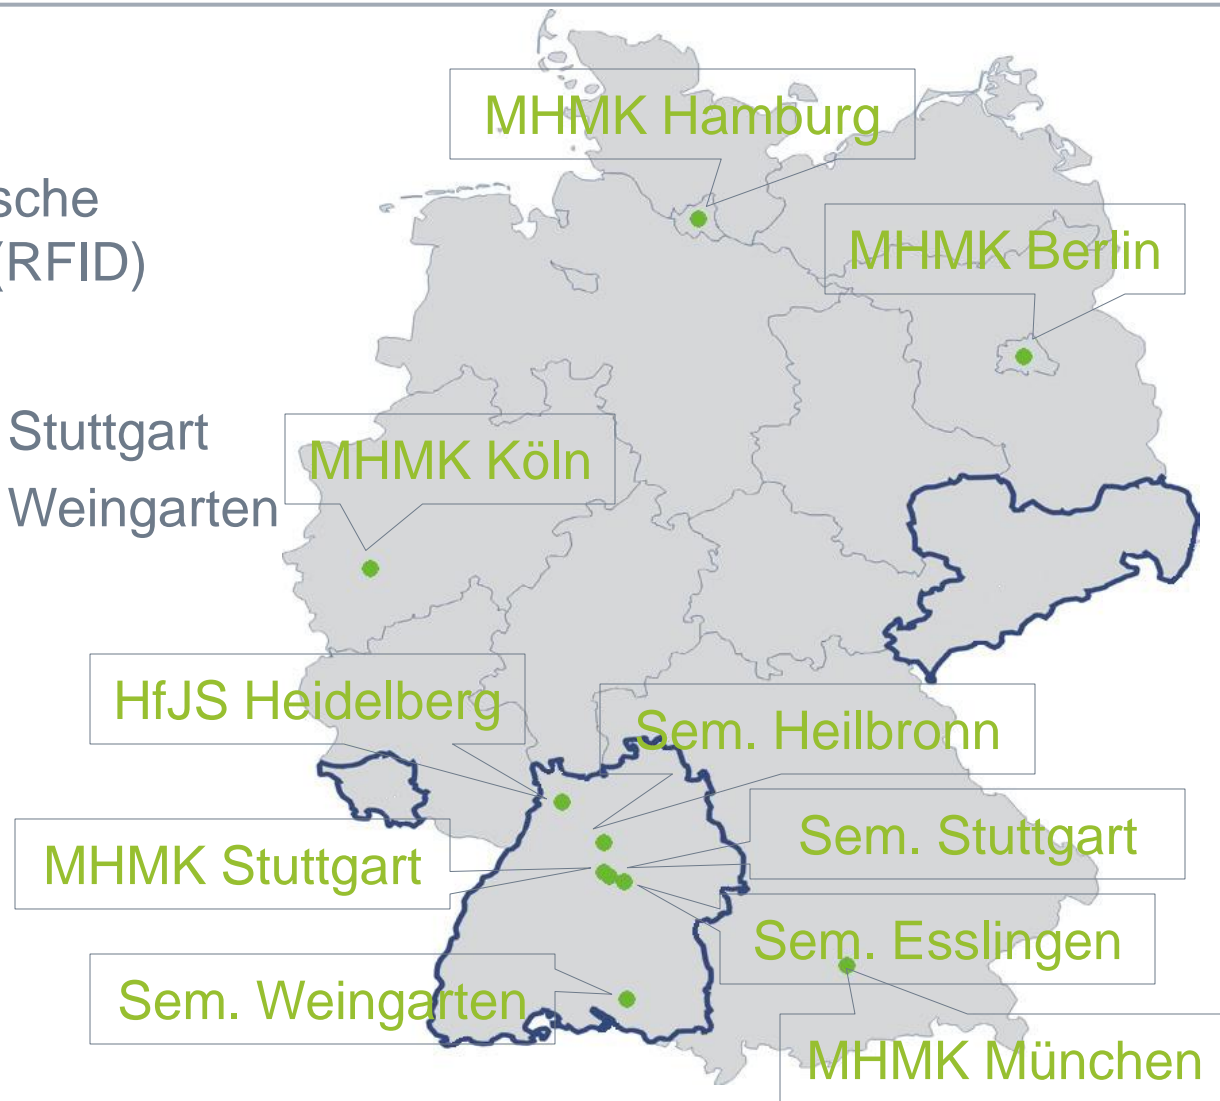 MHMK Hamburg
sche
(RFID)
MHMK Berlin
Stuttgart
MHMK Köln
Weingarten
HfJS Heidelberg
Sem. Heilbronn
Sem. Stuttgart
MHMK Stuttgart
Sem. Esslingen
Sem. Weingarten
MHMK München